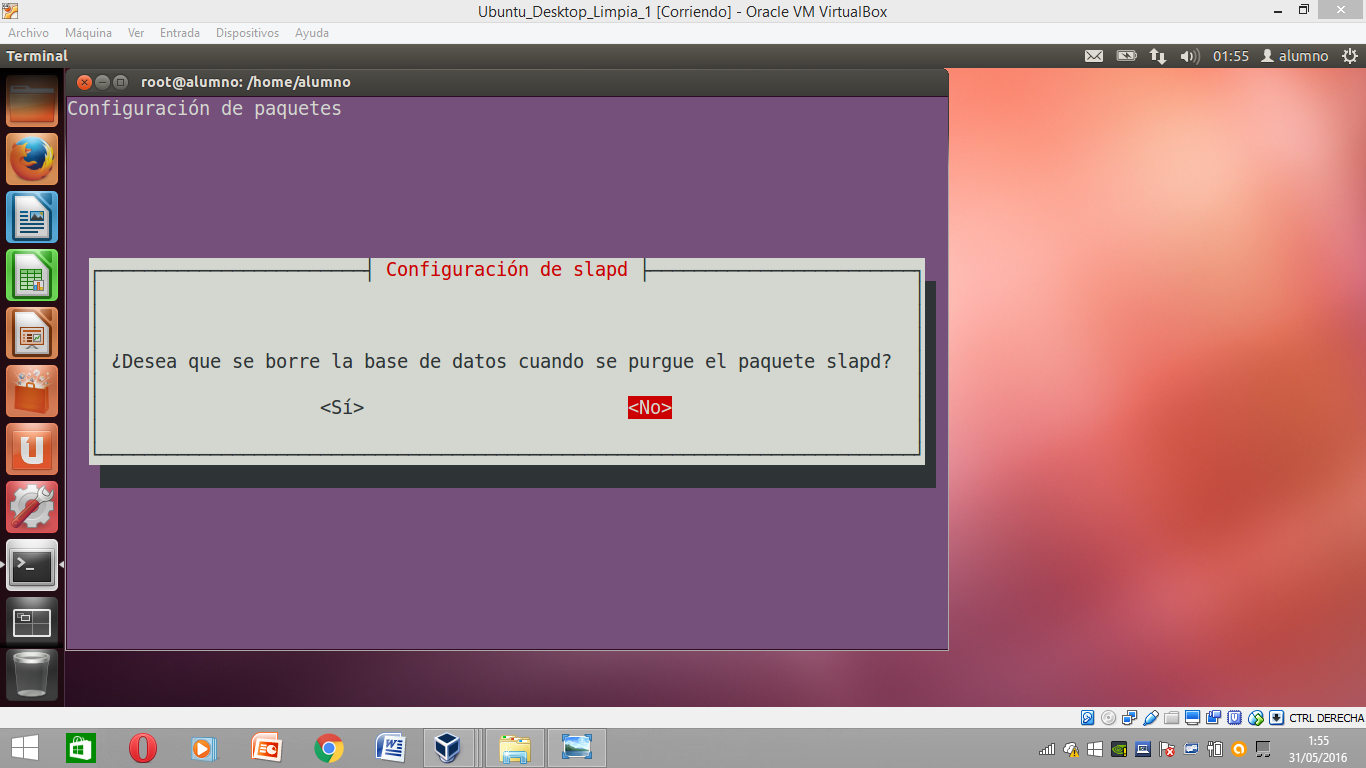 Ubuntu_Desktop_Limpia_1 [Corriendo] - Oracle VM VirtualBox
Archivo Máquina Ver Entrada Dispositivos Ayuda
Terminal 01:55 alumno
root@alumno: /home/alumno
Configuración de paquetes
Configuración de slapd
¿Desea que se borre la base de datos cuando se purgue el paquete slapd?
<Sí> <No>
CTRL DERECHA
1:55
31/05/2016